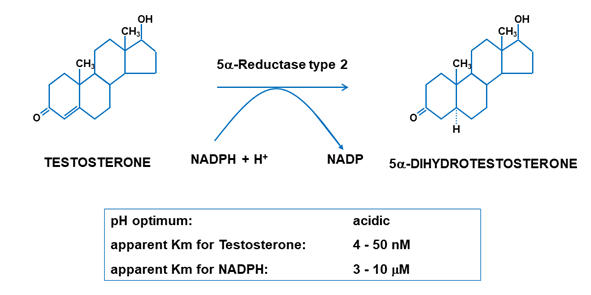 OH
CH3
CH3
O
TESTOSTERONE
5α-Reductase type 2
NADPH + H+
NADP
OH
CH3
CH3
O
H
5α-DIHYDROTESTOSTERONE
pH optimum: acidic
apparent Km for Testosterone: 4 - 50 nM
apparent Km for NADPH: 3 - 10 μM